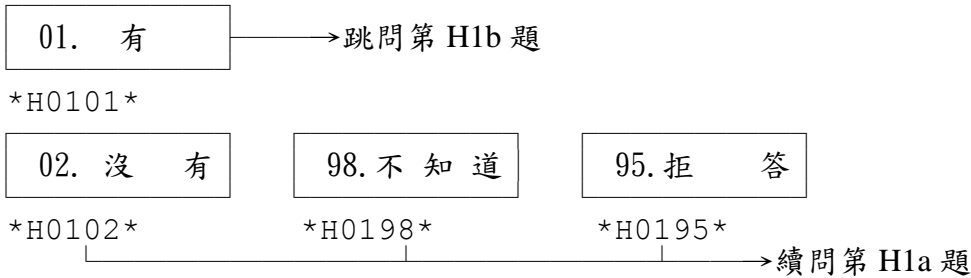 01. 有 跳問第 H1b 題
*H0101*
02. 沒 有 98.不 知 道 95.拒 答
*H0102* *H0198* *H0195*
續問第 H1a 題